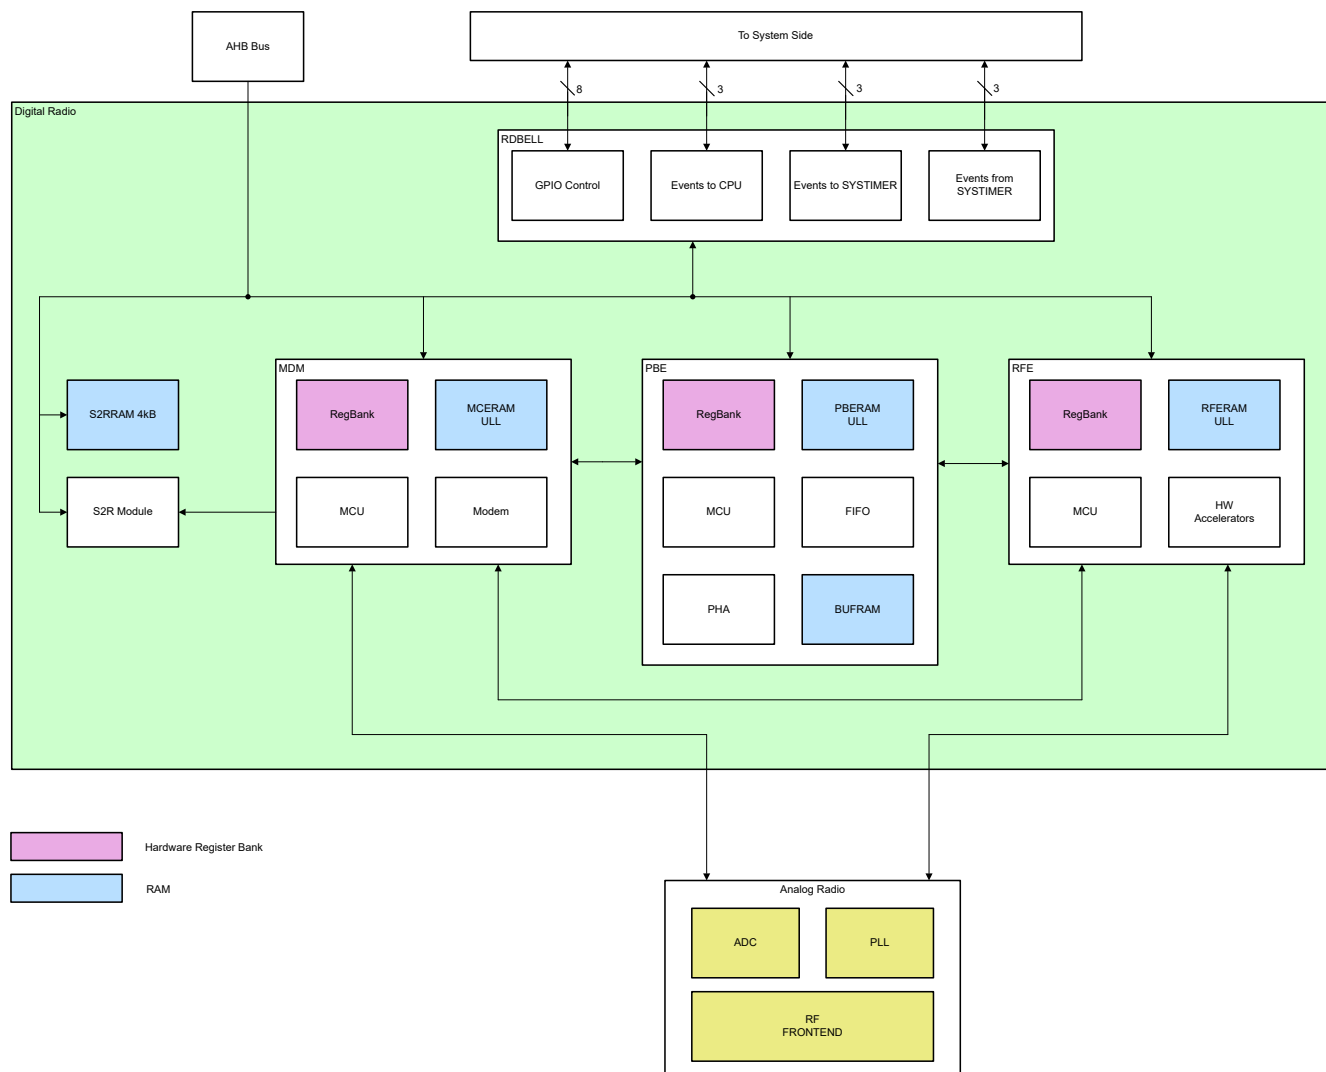 AHB Bus
To System Side
8
3
3
3
Digital Radio
RDBELL
GPIO Control
Events to CPU
Events to SYSTIMER
Events from
SYSTIMER
MDM
RegBank
MCERAM
ULL
MCU
Modem
PBE
RegBank
PBERAM
ULL
MCU
FIFO
PHA
BUFRAM
RFE
RegBank
RFERAM
ULL
MCU
HW
Accelerators
S2RRAM 4kB
S2R Module
Hardware Register Bank
RAM
Analog Radio
ADC
PLL
RF
FRONTEND